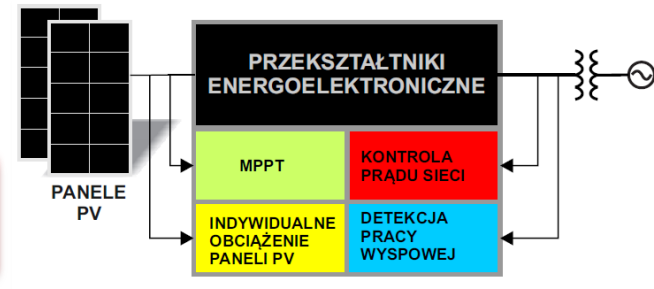 PRZEKSZTAŁTNIKI
ENERGOELEKTRONICZNE
MPPT
KONTROLA
PRĄDU SIECI
PANELE
PV
INDYWIDUALNE
OBCIĄŻENIE
PANELI PV
DETEKCJA
PRACY
WYSPOWEJ